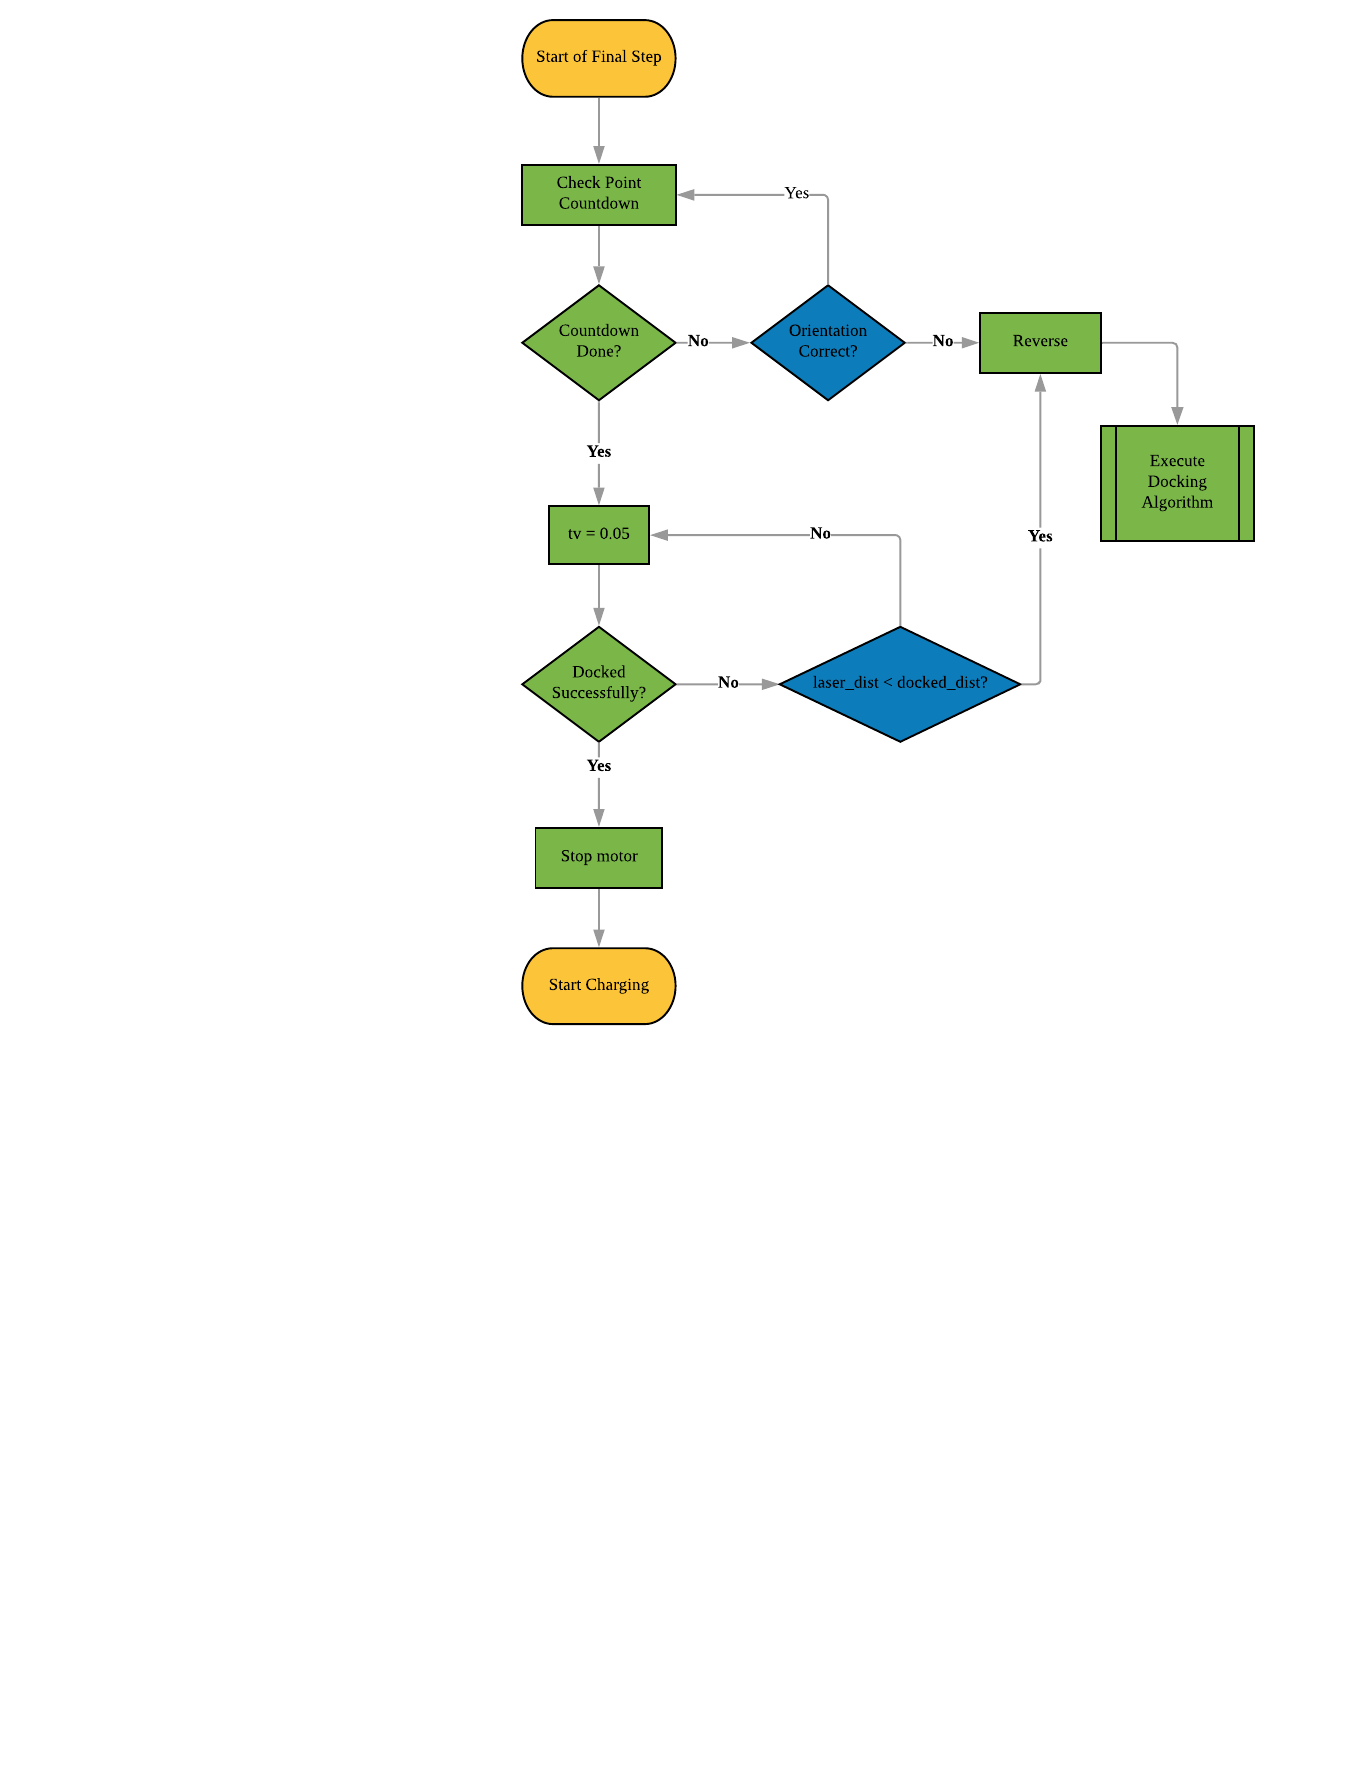 Start of Final Step
Check Point
Countdown
Yes
Countdown
Done?
No
Orientation
Correct?
No
Reverse
Yes
Execute
Docking
Algorithm
tv = 0.05
No
Yes
Docked
Successfully?
No
laser_dist < docked_dist?
Yes
Stop motor
Start Charging